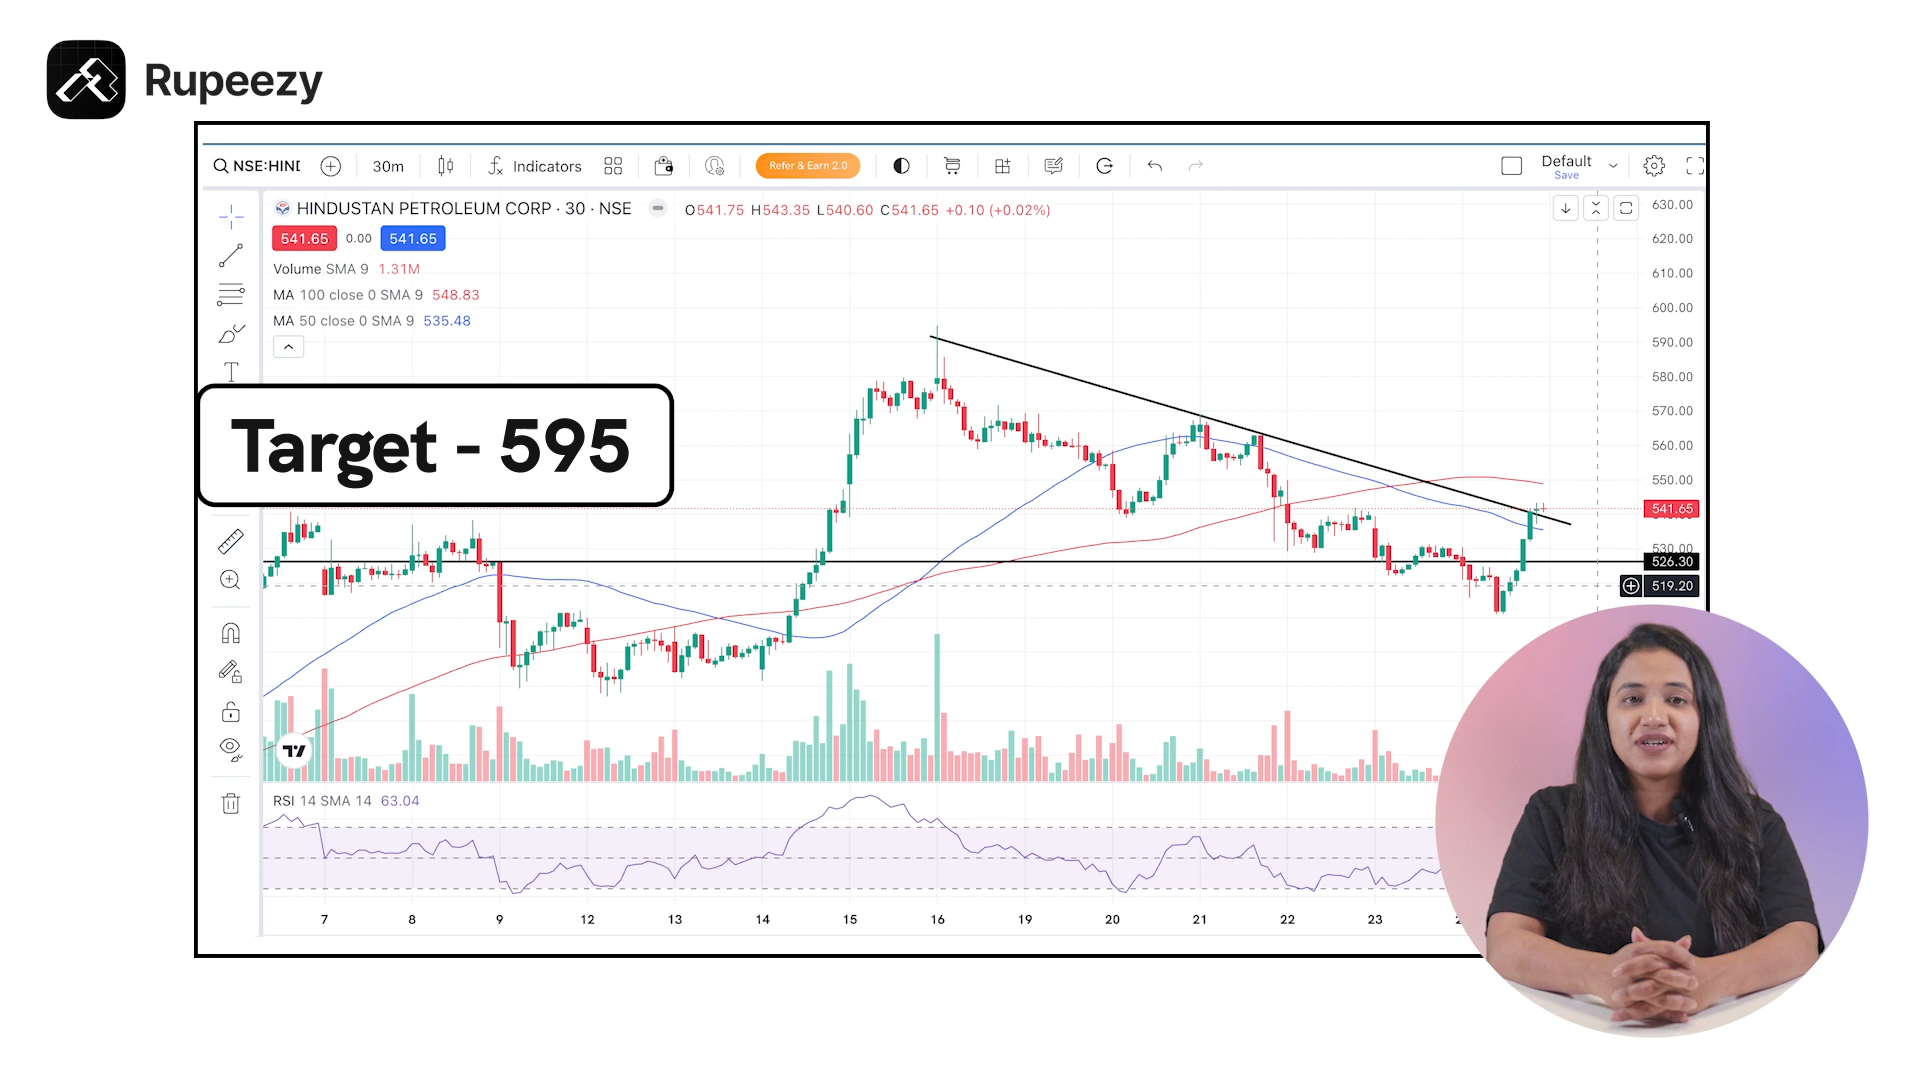 Rupeezy
NSE:HINI
30m
Indicators
Refer & Earn 2.0
Default
Save
HINDUSTAN PETROLEUM CORP · 30 · NSE
O541.75 H543.35 L540.60 C541.65 +0.10 (+0.02%)
541.65 0.00 541.65
Volume SMA 9 1.31M
MA 100 close 0 SMA 9 548.83
MA 50 close 0 SMA 9 535.48
Target - 595
630.00
620.00
610.00
600.00
590.00
580.00
570.00
560.00
550.00
541.65
530.00
526.30
519.20
RSI 14 SMA 14 63.04
7 8 9 12 13 14 15 16 19 20 21 22 23